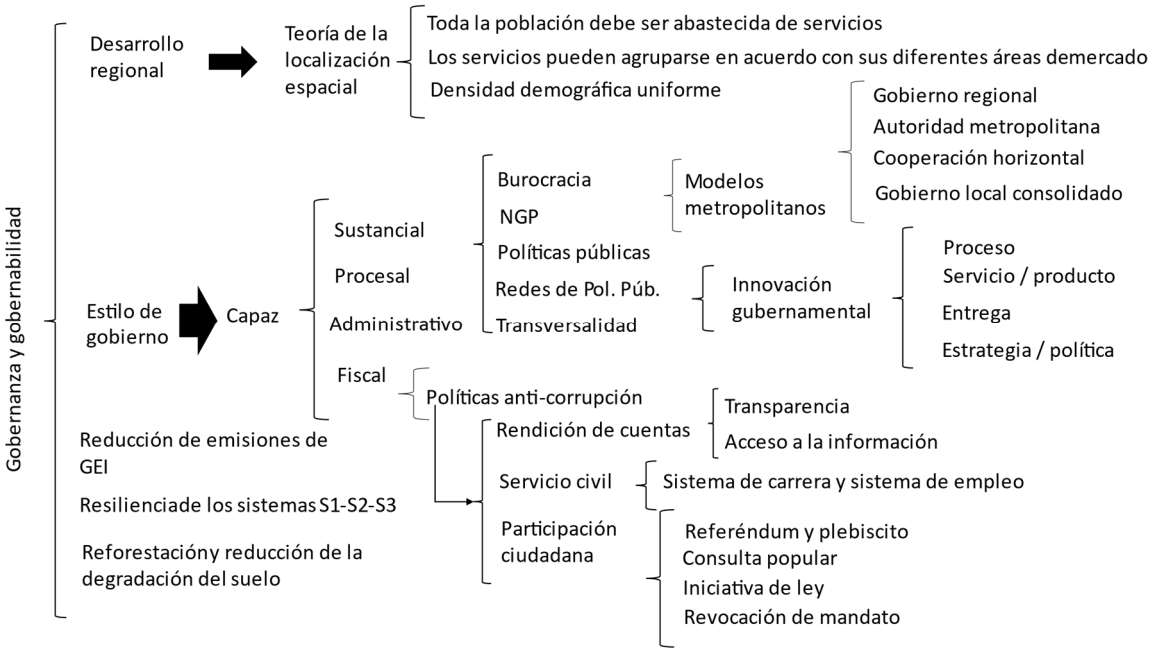 Gobernanza y gobernabilidad
Desarrollo
regional
Teoría de la
localización
espacial
Toda la población debe ser abastecida de servicios
Los servicios pueden agruparse en acuerdo con sus diferentes áreas demercado
Densidad demográfica uniforme
Estilo de
gobierno
Capaz
Sustancial
Procesal
Administrativo
Fiscal
Burocracia
NGP
Políticas públicas
Redes de Pol. Púb.
Transversalidad
Modelos
metropolitanos
Gobierno regional
Autoridad metropolitana
Cooperación horizontal
Gobierno local consolidado
Innovación
gubernamental
Proceso
Servicio / producto
Entrega
Estrategia / política
Políticas anti-corrupción
Rendición de cuentas
Transparencia
Acceso a la información
Servicio civil
Sistema de carrera y sistema de empleo
Participación
ciudadana
Referéndum y plebiscito
Consulta popular
Iniciativa de ley
Revocación de mandato
Reducción de emisiones de
GEI
Resilienciade los sistemas S1-S2-S3
Reforestacióny reducción de la
degradación del suelo